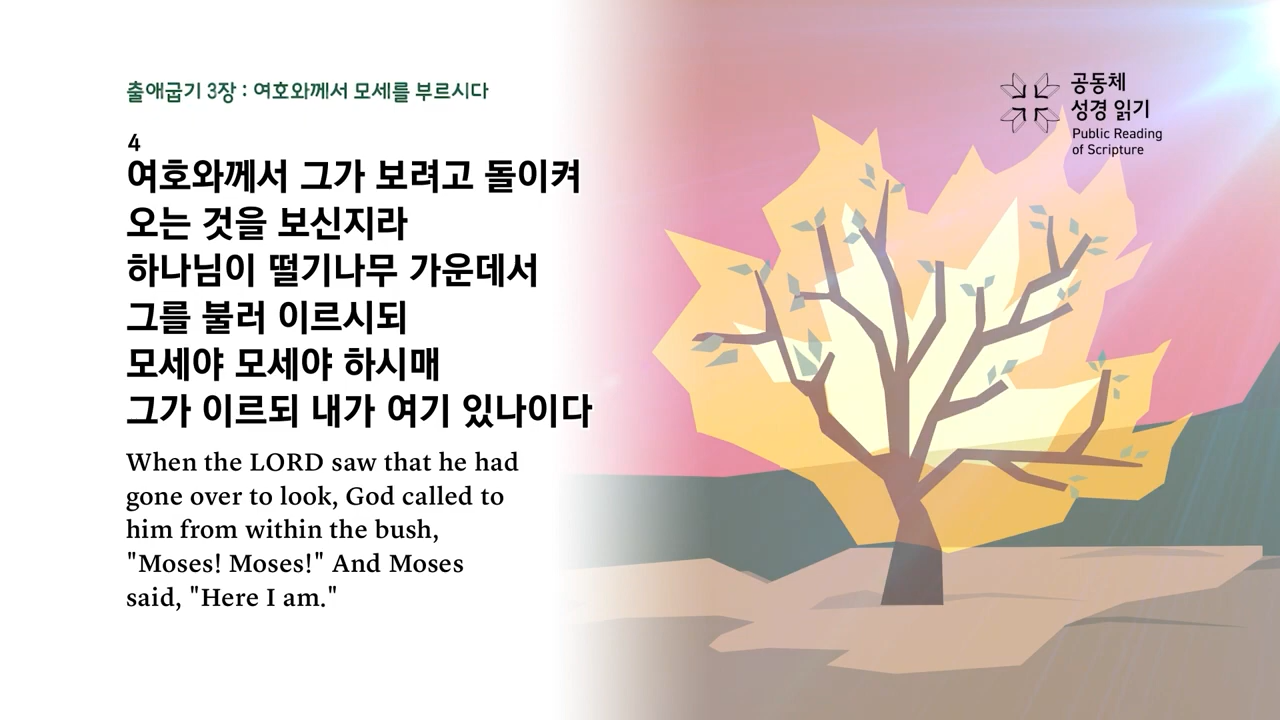 출애굽기 3장 : 여호와께서 모세를 부르시다
4
여호와께서 그가 보려고 돌이켜
오는 것을 보신지라
하나님이 떨기나무 가운데서
그를 불러 이르시되
모세야 모세야 하시매
그가 이르되 내가 여기 있나이다
When the LORD saw that he had
gone over to look, God called to
him from within the bush,
"Moses! Moses!" And Moses
said, "Here I am."
공동체
성경 읽기
Public Reading
of Scripture